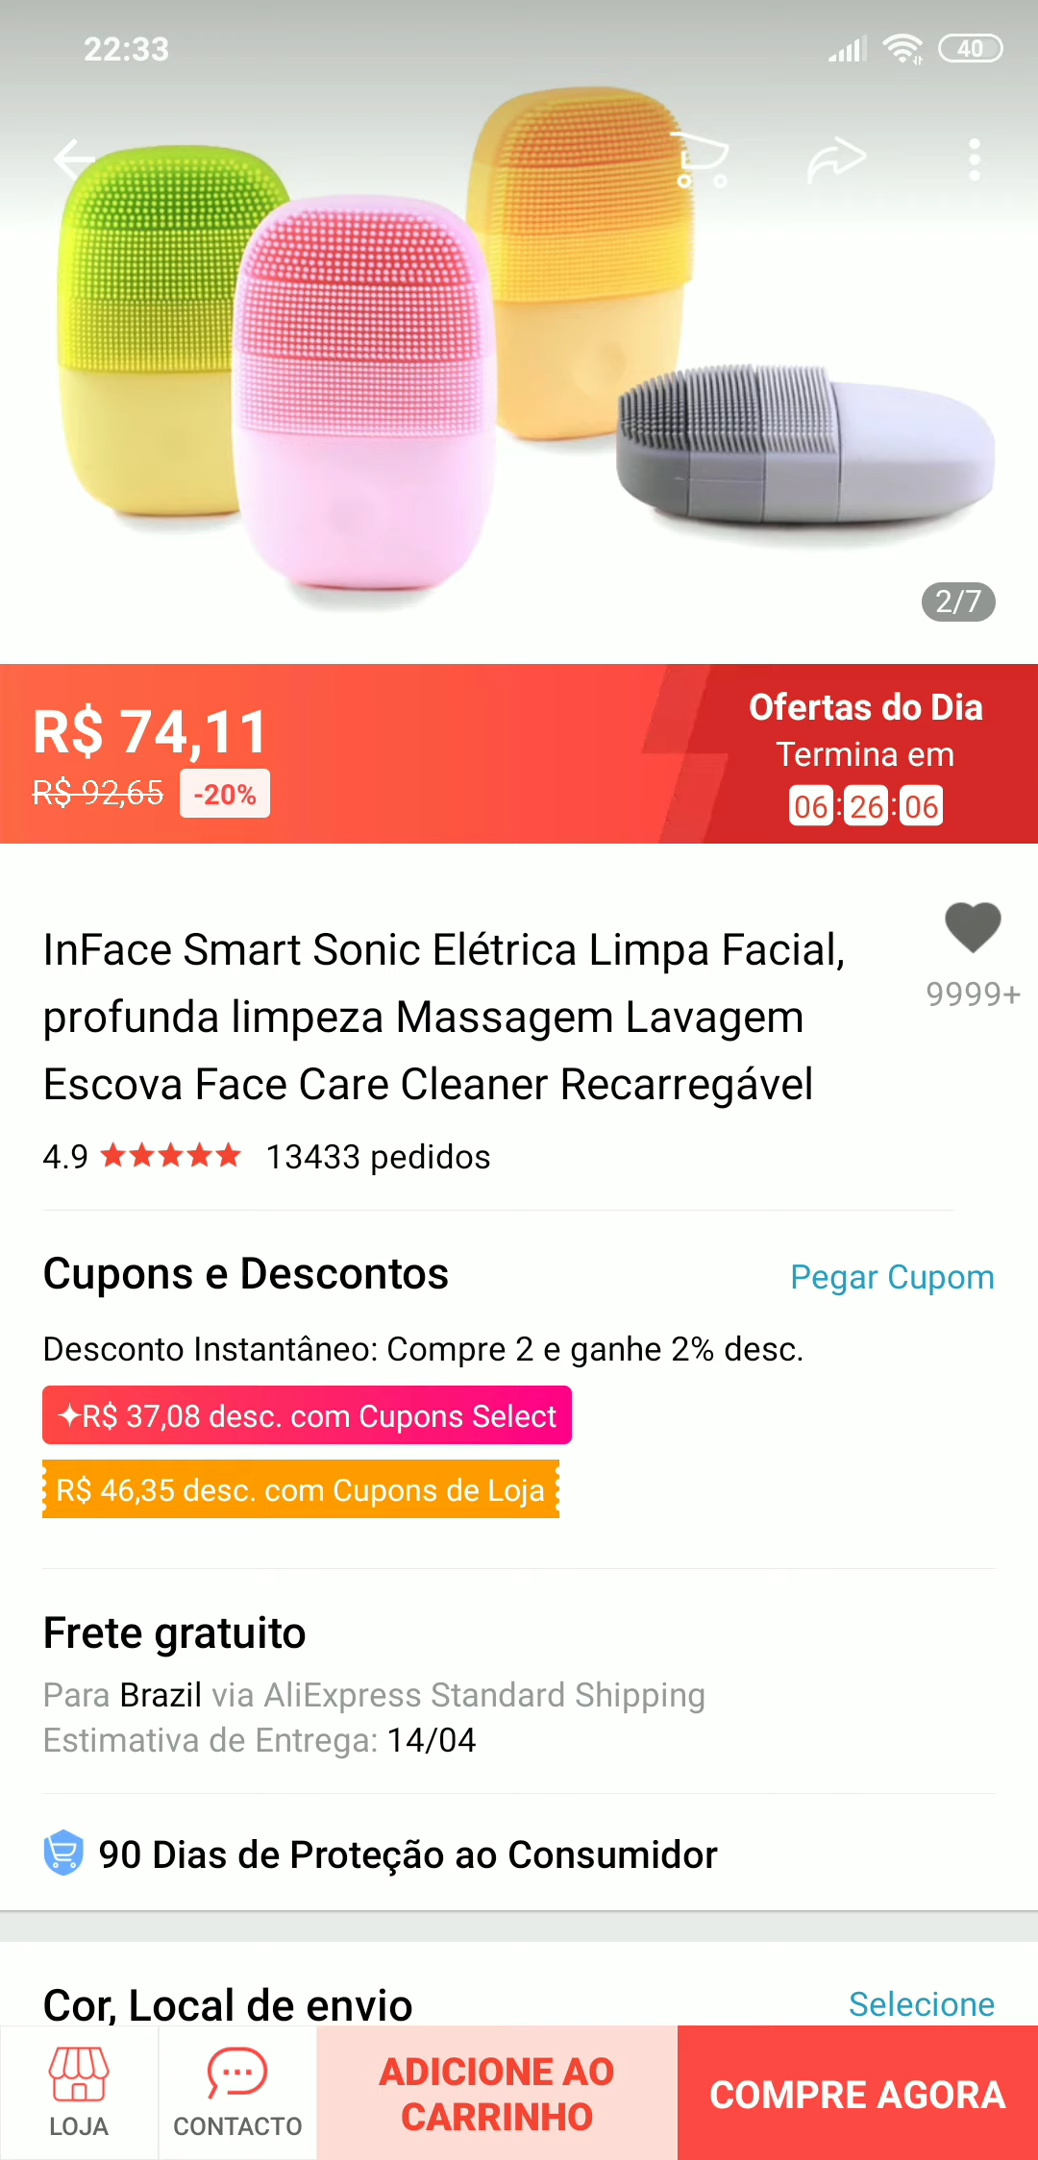 22:33
40
2/7
R$ 74,11
R$ 92,65 -20%
Ofertas do Dia
Termina em
06:26:06
InFace Smart Sonic Elétrica Limpa Facial,
profunda limpeza Massagem Lavagem
Escova Face Care Cleaner Recarregável
9999+
4.9 13433 pedidos
Cupons e Descontos
Pegar Cupom
Desconto Instantâneo: Compre 2 e ganhe 2% desc.
R$ 37,08 desc. com Cupons Select
R$ 46,35 desc. com Cupons de Loja
Frete gratuito
Para Brazil via AliExpress Standard Shipping
Estimativa de Entrega: 14/04
90 Dias de Proteção ao Consumidor
Cor, Local de envio
Selecione
LOJA
CONTACTO
ADICIONE AO
CARRINHO
COMPRE AGORA